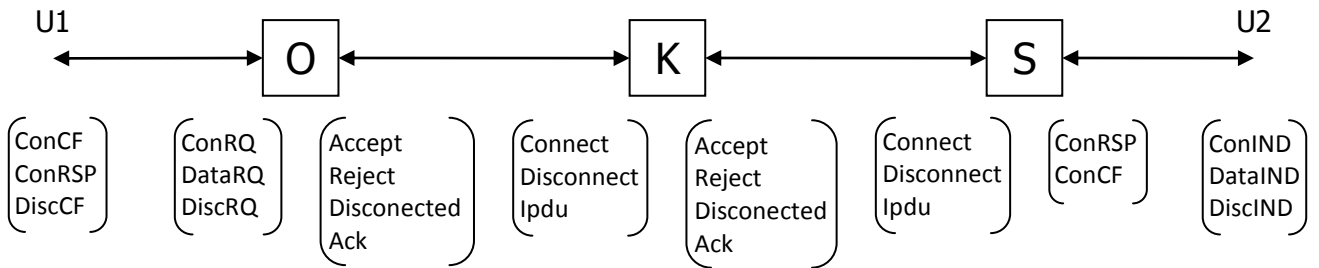 U1
U2
O
K
S
ConCF
ConRSP
DiscCF
ConRQ
DataRQ
DiscRQ
Accept
Reject
Disconected
Ack
Connect
Disconnect
Ipdu
Accept
Reject
Disconected
Ack
Connect
Disconnect
Ipdu
ConRSP
ConCF
ConIND
DataIND
DiscIND